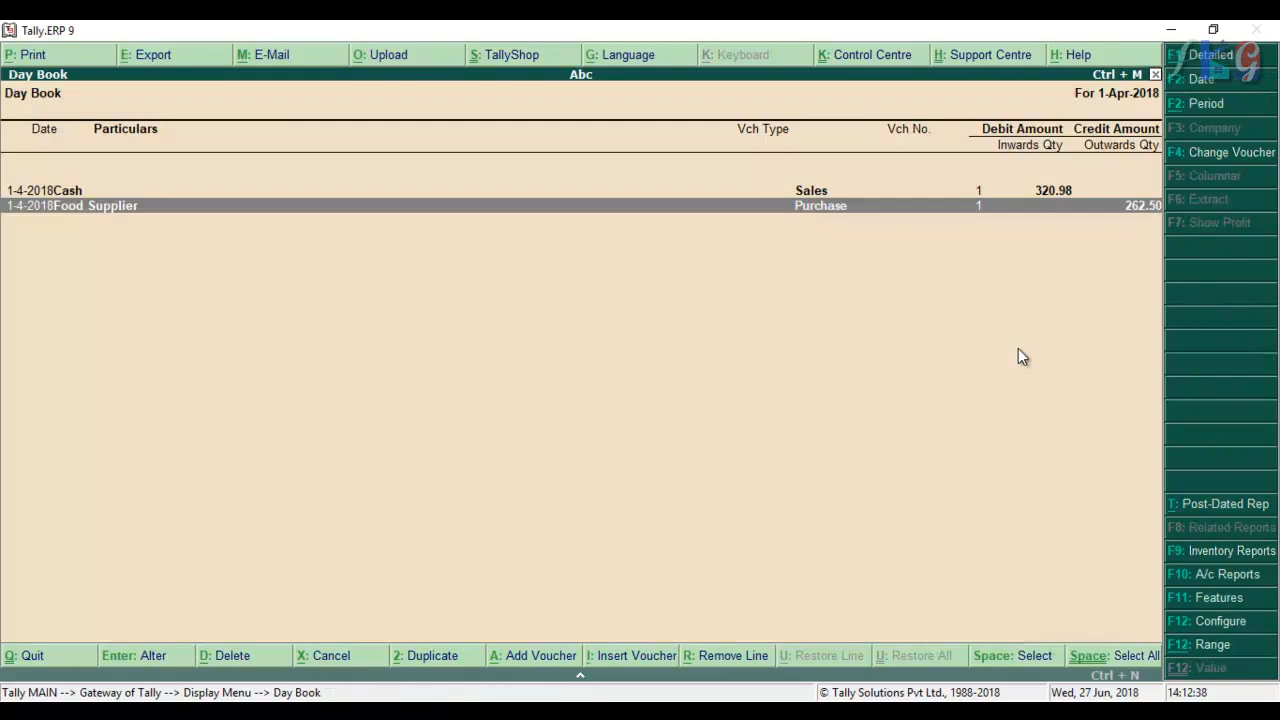 Tally.ERP 9
P: Print E: Export M: E-Mail O: Upload S: TallyShop G: Language K: Keyboard K: Control Centre H: Support Centre H: Help
Day Book Abc Ctrl + M
Day Book For 1-Apr-2018
Date Particulars Vch Type Vch No. Debit Amount Credit Amount
Inwards Qty Outwards Qty
1-4-2018 Cash Sales 1 320.98
1-4-2018 Food Supplier Purchase 1 262.50
F1: Detailed
F2: Date
F2: Period
F3: Company
F4: Change Voucher
F5: Columnar
F6: Extract
F7: Show Profit
T: Post-Dated Rep
F8: Related Reports
F9: Inventory Reports
F10: A/c Reports
F11: Features
F12: Configure
F12: Range
F12: Value
Q: Quit Enter: Alter D: Delete X: Cancel 2: Duplicate A: Add Voucher I: Insert Voucher R: Remove Line U: Restore Line U: Restore All Space: Select Space: Select All
Ctrl + N
Tally MAIN --> Gateway of Tally --> Display Menu --> Day Book © Tally Solutions Pvt Ltd., 1988-2018 Wed, 27 Jun, 2018 14:12:38